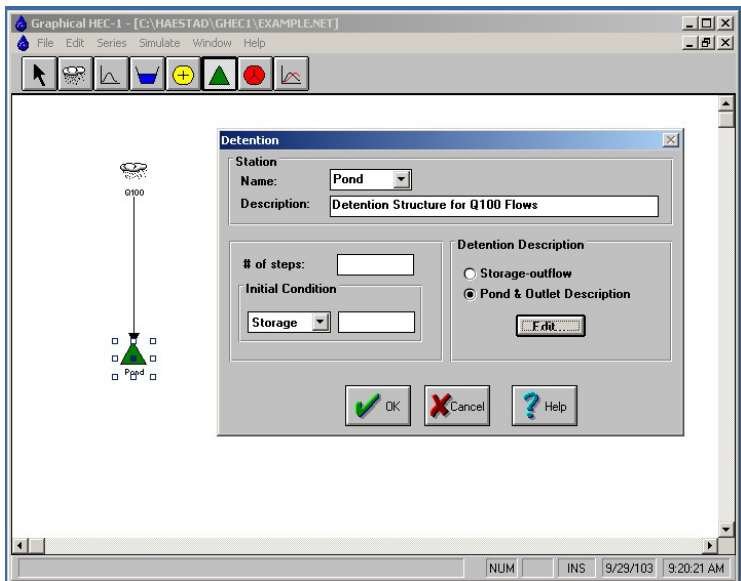 Graphical HEC-1 - [C:\HAESTAD\GHEC1\EXAMPLE.NET]
File Edit Series Simulate Window Help
Detention
Station
Name: Pond
Description: Detention Structure for Q100 Flows
# of steps:
Initial Condition
Storage
Detention Description
Storage-outflow
Pond & Outlet Description
Edit.....
OK
Cancel
Help
Q100
Pond
NUM INS 9/29/103 9:20:21 AM